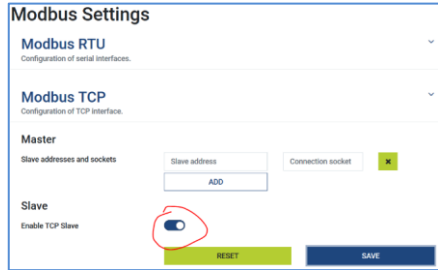 Modbus Settings
Modbus RTU
Configuration of serial interfaces.
Modbus TCP
Configuration of TCP interface.
Master
Slave addresses and sockets
Slave address
Connection socket
ADD
Slave
Enable TCP Slave
RESET
SAVE